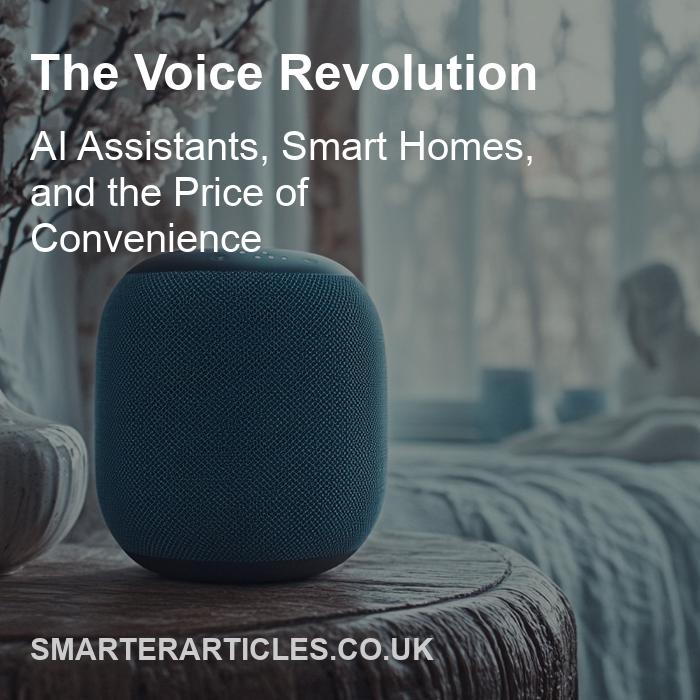 The Voice Revolution
AI Assistants, Smart Homes,
and the Price of
Convenience
SMARTERARTICLES.CO.UK